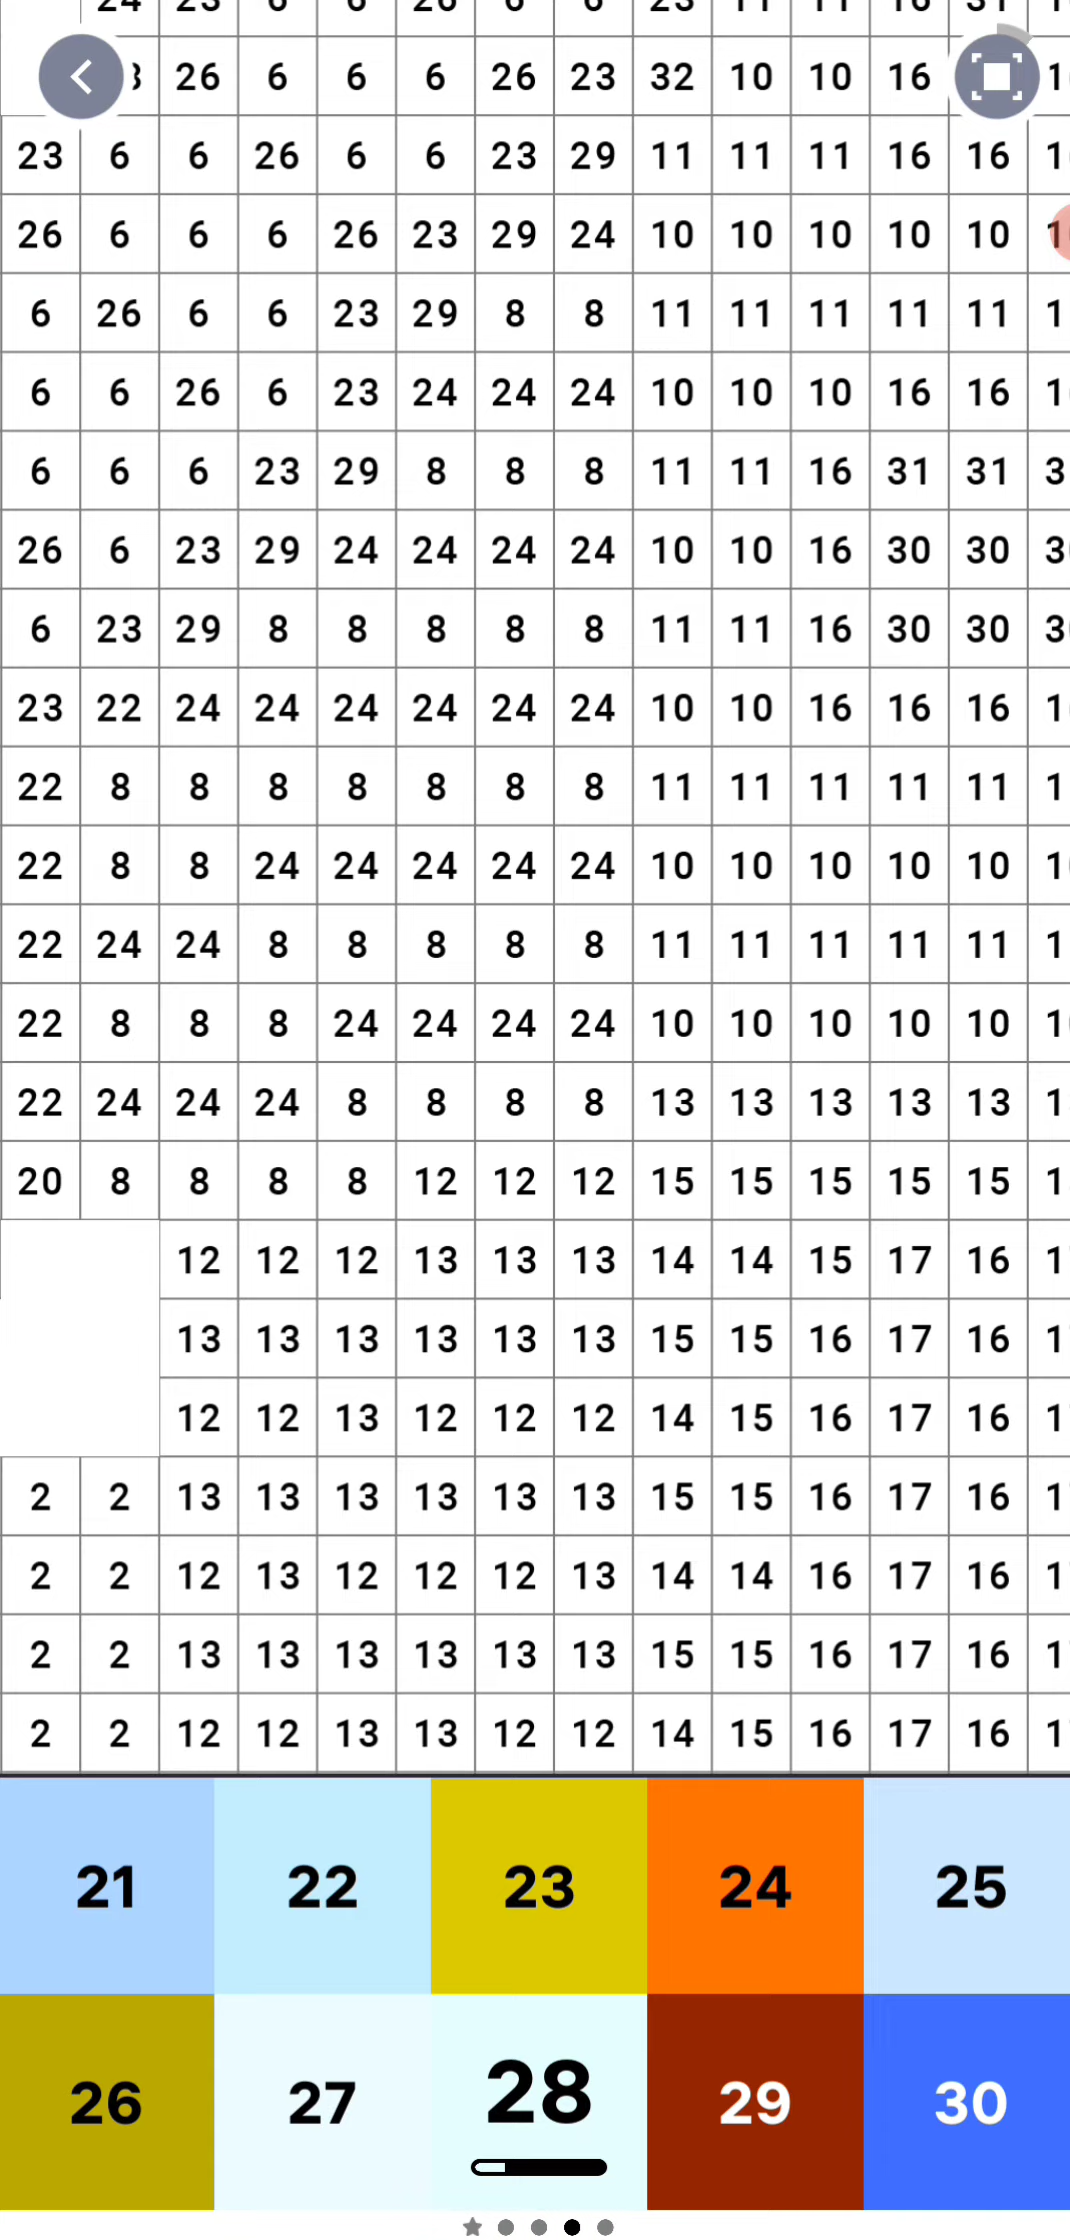 24 23 6 6 26 6 6 23 11 11 16 31
26 6 6 6 26 23 32 10 10 16
23 6 6 26 6 6 23 29 11 11 11 16 16
26 6 6 6 26 23 29 24 10 10 10 10 10
6 26 6 6 23 29 8 8 11 11 11 11 11
6 6 26 6 23 24 24 24 10 10 10 16 16
6 6 6 23 29 8 8 8 11 11 16 31 31
26 6 23 29 24 24 24 24 10 10 16 30 30
6 23 29 8 8 8 8 8 11 11 16 30 30
23 22 24 24 24 24 24 24 10 10 16 16 16
22 8 8 8 8 8 8 8 11 11 11 11 11
22 8 8 24 24 24 24 24 10 10 10 10 10
22 24 24 8 8 8 8 8 11 11 11 11 11
22 8 8 8 24 24 24 24 10 10 10 10 10
22 24 24 24 8 8 8 8 13 13 13 13 13
20 8 8 8 8 12 12 12 15 15 15 15 15
12 12 12 13 13 13 14 14 15 17 16
13 13 13 13 13 13 15 15 16 17 16
12 12 13 12 12 12 14 15 16 17 16
2 2 13 13 13 13 13 13 15 15 16 17 16
2 2 12 13 12 12 12 13 14 14 16 17 16
2 2 13 13 13 13 13 13 15 15 16 17 16
2 2 12 12 13 13 12 12 14 15 16 17 16
21 22 23 24 25
26 27 28 29 30